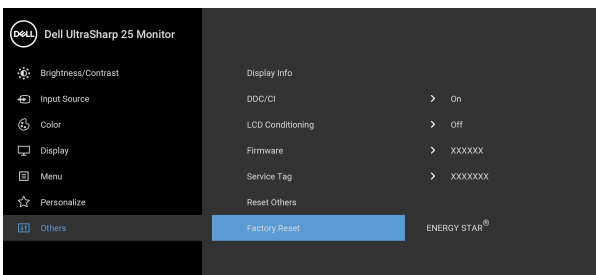 DELL Dell UltraSharp 25 Monitor
Brightness/Contrast Display Info
Input Source DDC/CI > On
Color LCD Conditioning > Off
Display Firmware > XXXXXX
Menu Service Tag > XXXXXXX
Personalize Reset Others
Others Factory Reset ENERGY STAR®